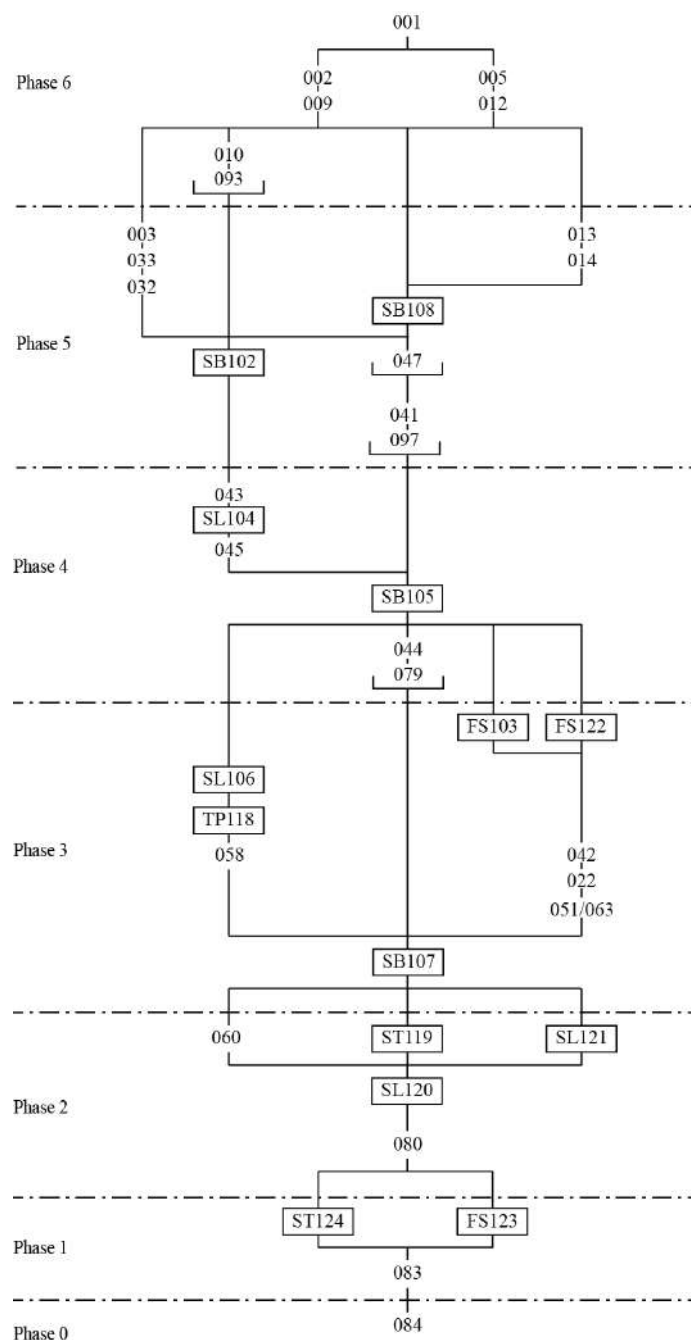 001
Phase 6
002 005
009 012
010
093
003 013
033 014
032
SB108
Phase 5
SB102 047
041
097
043
SL104
045
Phase 4
SB105
044
079
FS103 FS122
SL106
TP118
Phase 3
058 042
022
051/063
SB107
060 ST119 SL121
SL120
Phase 2
080
ST124 FS123
Phase 1
083
084
Phase 0